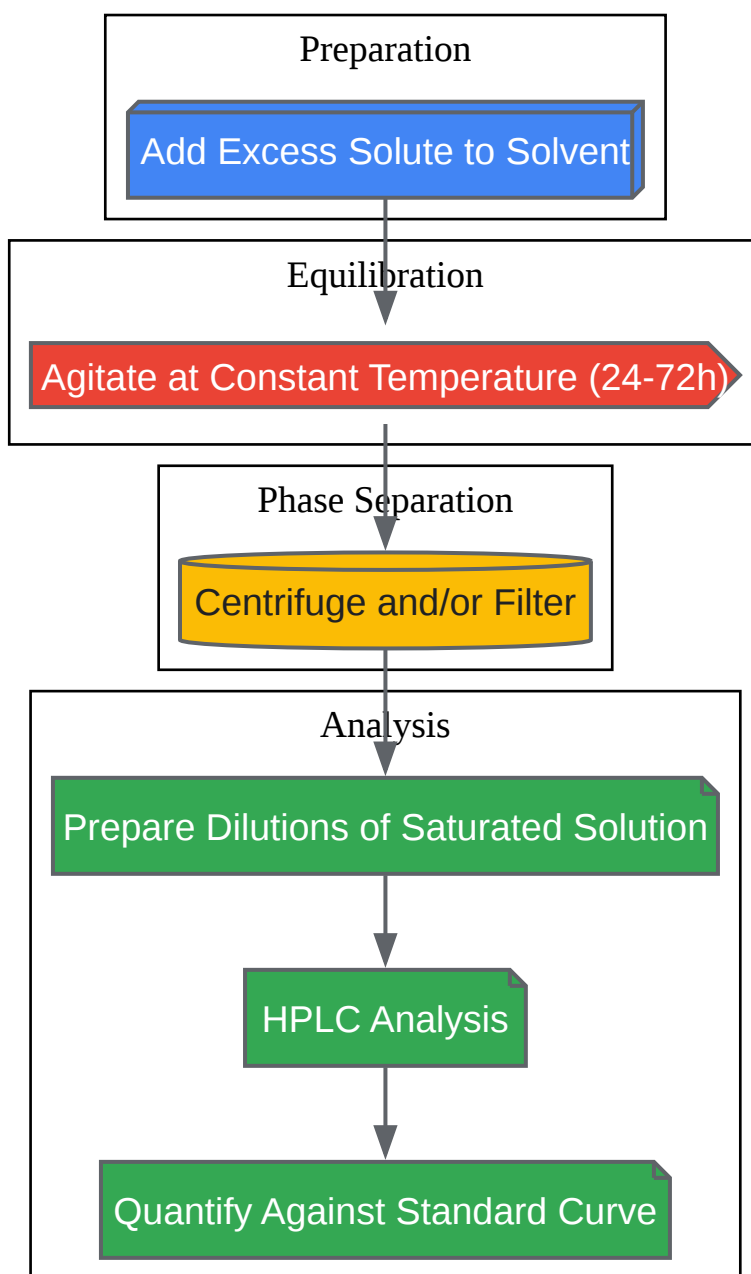 Preparation
Add Excess Solute to Solvent
Equilibration
Agitate at Constant Temperature (24-72h)
Phase Separation
Centrifuge and/or Filter
Analysis
Prepare Dilutions of Saturated Solution
HPLC Analysis
Quantify Against Standard Curve